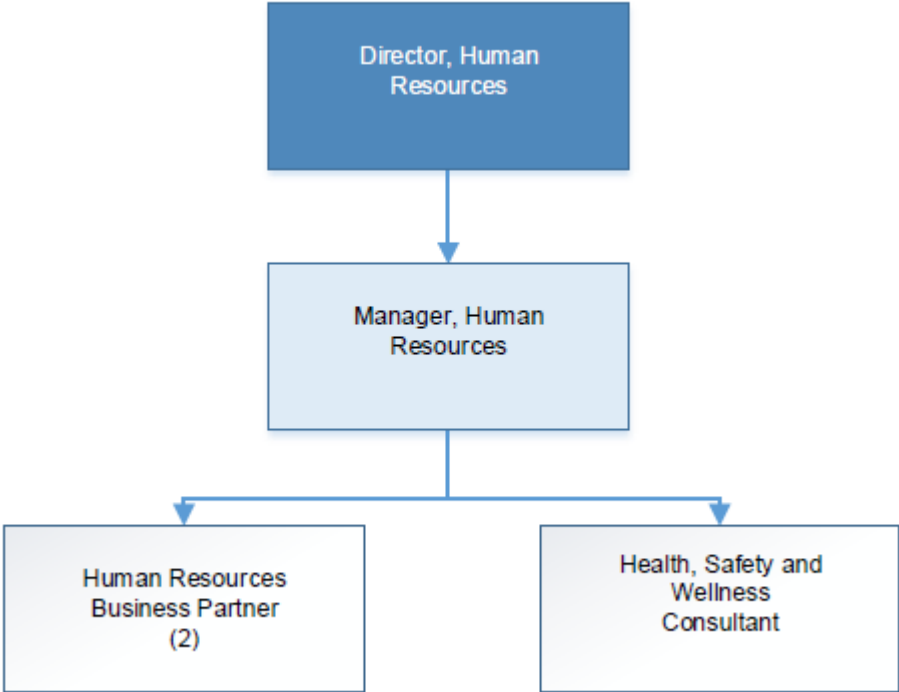 Director, Human
Resources
Manager, Human
Resources
Human Resources
Business Partner
(2)
Health, Safety and
Wellness
Consultant